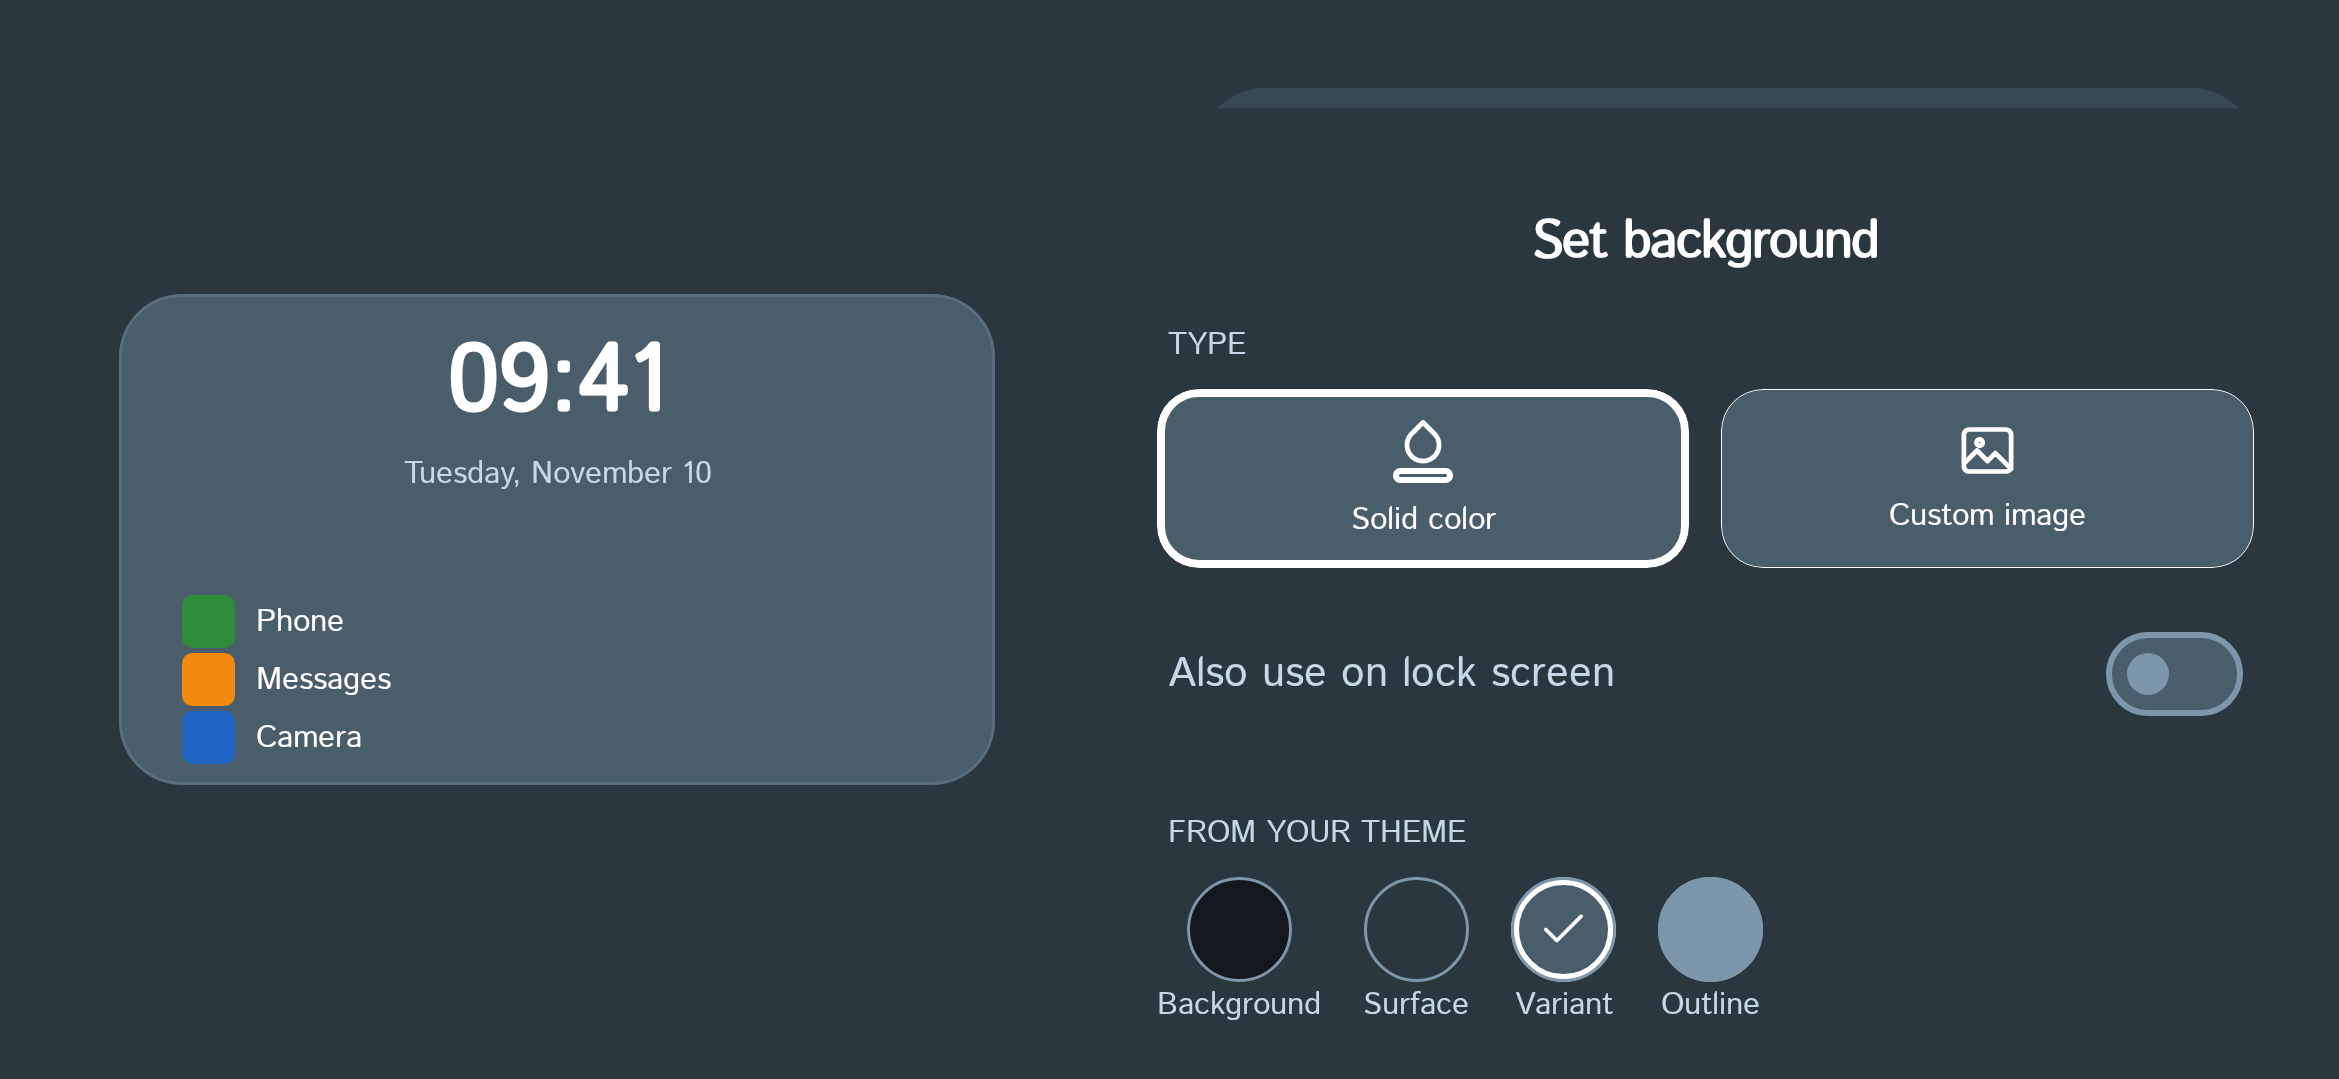 09:41
Tuesday, November 10
Phone
Messages
Camera
Set background
TYPE
Solid color
Custom image
Also use on lock screen
FROM YOUR THEME
Background
Surface
Variant
Outline